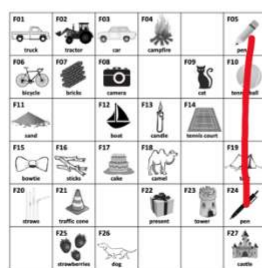 F01 F02 F03 F04 F05
truck tractor car campfire
F06 F07 F08 F09 F10
bicycle bricks camera cat
F11 F12 F13 F14
sand boat candle tennis court
F15 F16 F17 F18 F19
bowtie sticks cake camel
F20 F21 F22 F23 F24
straws traffic cone present tower pen
F25 F26 F27
strawberries dog castle